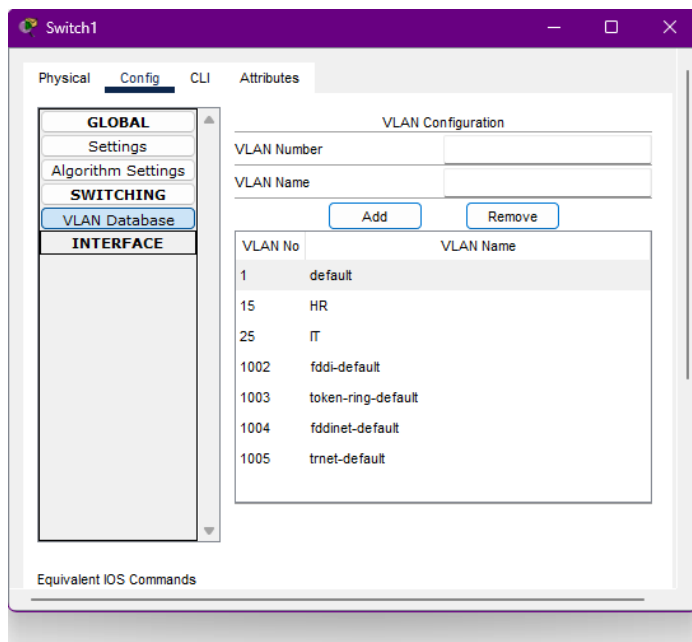 Switch1
Physical Config CLI Attributes
GLOBAL
Settings
Algorithm Settings
SWITCHING
VLAN Database
INTERFACE
VLAN Configuration
VLAN Number
VLAN Name
Add Remove
VLAN No VLAN Name
1 default
15 HR
25 IT
1002 fddi-default
1003 token-ring-default
1004 fddinet-default
1005 trnet-default
Equivalent IOS Commands